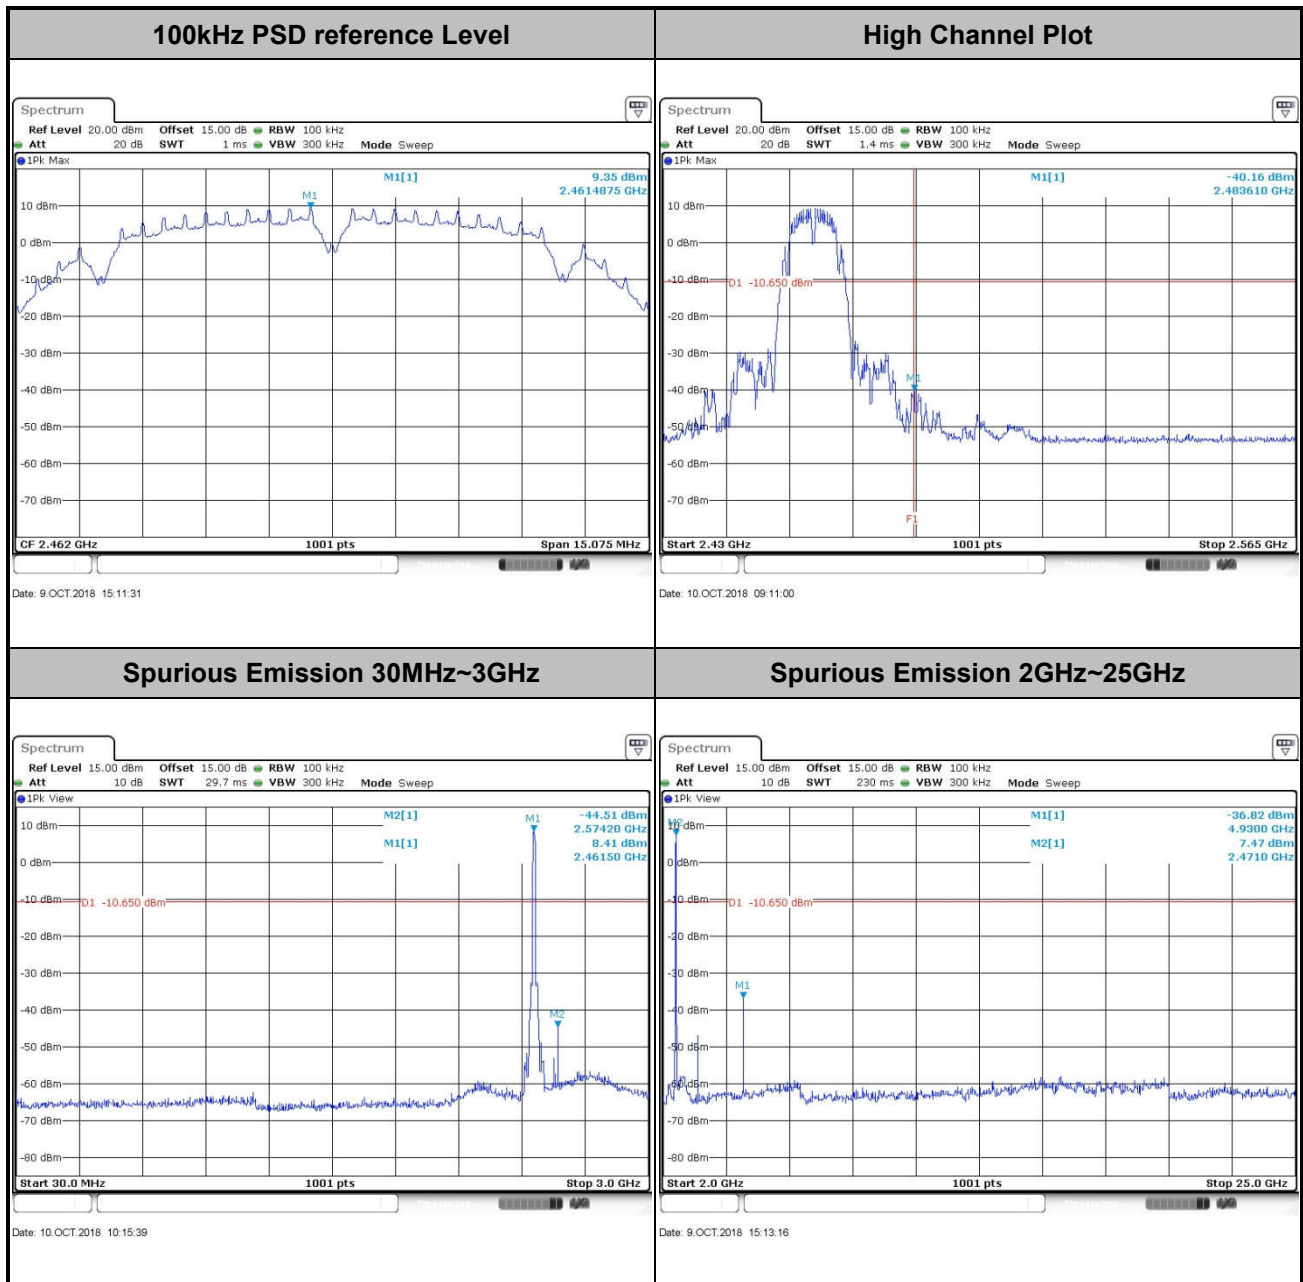 100kHz PSD reference Level
High Channel Plot
Spectrum
Ref Level 20.00 dBm Offset 15.00 dB RBW 100 kHz
Att 20 dB SWT 1 ms VBW 300 kHz Mode Sweep
1Pk Max
M1[1] 9.35 dBm
2.4614875 GHz
M1
10 dBm
0 dBm
-10 dBm
-20 dBm
-30 dBm
-40 dBm
-50 dBm
-60 dBm
-70 dBm
CF 2.462 GHz 1001 pts Span 15.075 MHz
Date: 9.OCT.2018 15:11:31
Spectrum
Ref Level 20.00 dBm Offset 15.00 dB RBW 100 kHz
Att 20 dB SWT 1.4 ms VBW 300 kHz Mode Sweep
1Pk Max
M1[1] -40.16 dBm
2.483610 GHz
10 dBm
0 dBm
-10 dBm
D1 -10.650 dBm
-20 dBm
-30 dBm
M1
-40 dBm
-50 dBm
-60 dBm
-70 dBm
F1
Start 2.43 GHz 1001 pts Stop 2.565 GHz
Date: 10.OCT.2018 09:11:00
Spurious Emission 30MHz~3GHz
Spurious Emission 2GHz~25GHz
Spectrum
Ref Level 15.00 dBm Offset 15.00 dB RBW 100 kHz
Att 10 dB SWT 29.7 ms VBW 300 kHz Mode Sweep
1Pk View
M2[1] -44.51 dBm
2.57420 GHz
M1[1] 8.41 dBm
2.46150 GHz
M1
10 dBm
0 dBm
-10 dBm
D1 -10.650 dBm
-20 dBm
-30 dBm
-40 dBm
M2
-50 dBm
-60 dBm
-70 dBm
-80 dBm
Start 30.0 MHz 1001 pts Stop 3.0 GHz
Date: 10.OCT.2018 10:15:39
Spectrum
Ref Level 15.00 dBm Offset 15.00 dB RBW 100 kHz
Att 10 dB SWT 230 ms VBW 300 kHz Mode Sweep
1Pk View
M1[1] -36.82 dBm
4.9300 GHz
M2[1] 7.47 dBm
2.4710 GHz
M2
10 dBm
0 dBm
-10 dBm
D1 -10.650 dBm
-20 dBm
-30 dBm
M1
-40 dBm
-50 dBm
-60 dBm
-70 dBm
-80 dBm
Start 2.0 GHz 1001 pts Stop 25.0 GHz
Date: 9.OCT.2018 15:13:16